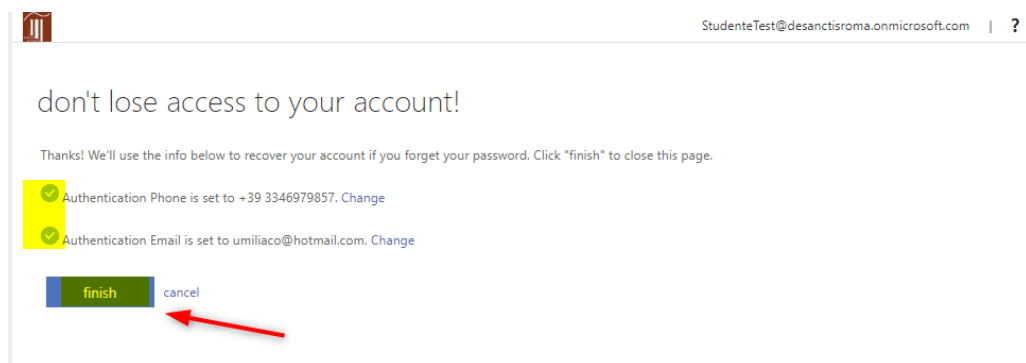 StudenteTest@desanctisroma.onmicrosoft.com | ?
don't lose access to your account!
Thanks! We'll use the info below to recover your account if you forget your password. Click "finish" to close this page.
Authentication Phone is set to +39 3346979857. Change
Authentication Email is set to umiliaco@hotmail.com. Change
finish cancel